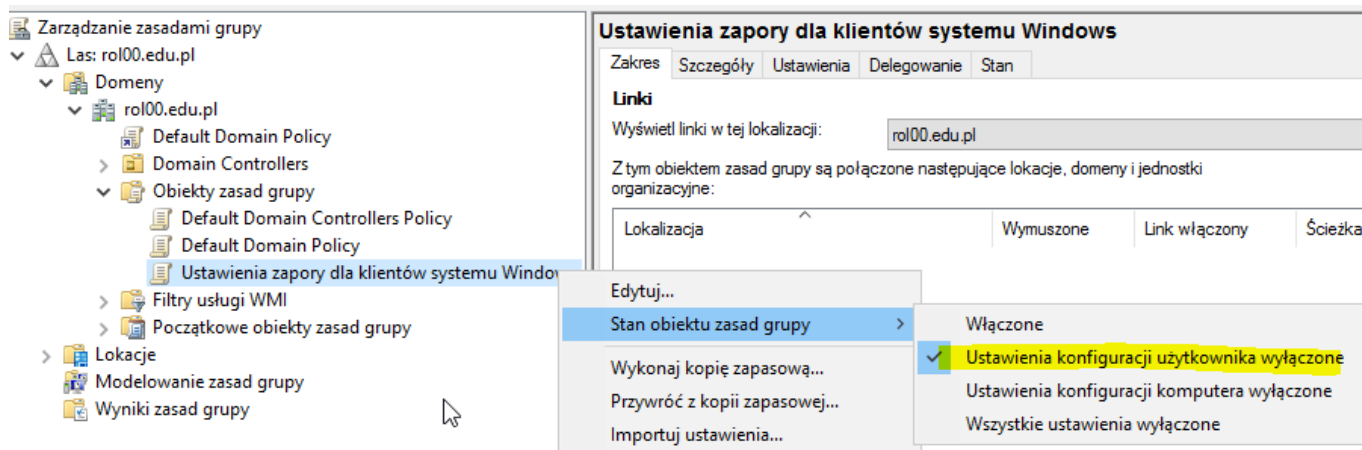 Zarządzanie zasadami grupy
Las: rol00.edu.pl
Domeny
rol00.edu.pl
Default Domain Policy
Domain Controllers
Obiekty zasad grupy
Default Domain Controllers Policy
Default Domain Policy
Ustawienia zapory dla klientów systemu Window
Filtry usługi WMI
Początkowe obiekty zasad grupy
Lokacje
Modelowanie zasad grupy
Wyniki zasad grupy
Ustawienia zapory dla klientów systemu Windows
Zakres Szczegóły Ustawienia Delegowanie Stan
Linki
Wyświetl linki w tej lokalizacji: rol00.edu.pl
Z tym obiektem zasad grupy są połączone następujące lokacje, domeny i jednostki
organizacyjne:
Lokalizacja Wymuszone Link włączony Ścieżka
Edytuj...
Stan obiektu zasad grupy
Wykonaj kopię zapasową...
Przywróć z kopii zapasowej...
Importuj ustawienia...
Włączone
Ustawienia konfiguracji użytkownika wyłączone
Ustawienia konfiguracji komputera wyłączone
Wszystkie ustawienia wyłączone